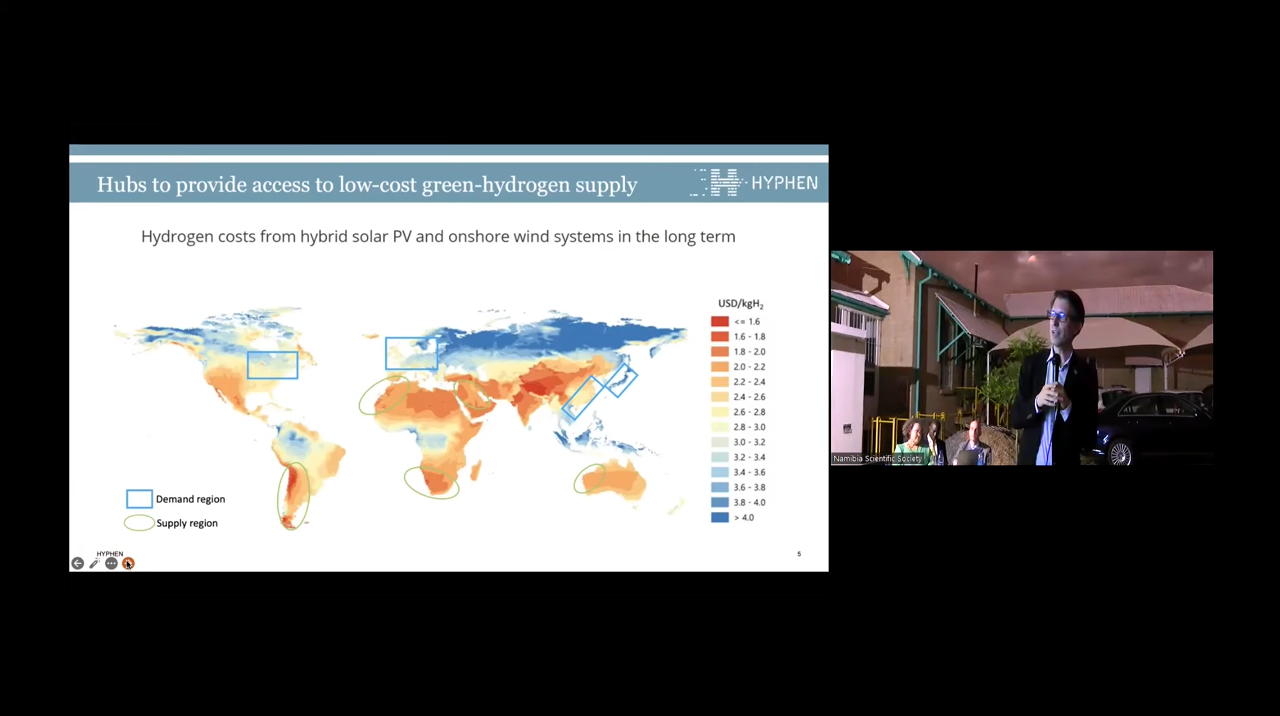 Hubs to provide access to low-cost green-hydrogen supply
HYPHEN
Hydrogen costs from hybrid solar PV and onshore wind systems in the long term
USD/kgH₂
<= 1.6
1.6 - 1.8
1.8 - 2.0
2.0 - 2.2
2.2 - 2.4
2.4 - 2.6
2.6 - 2.8
2.8 - 3.0
3.0 - 3.2
3.2 - 3.4
3.4 - 3.6
3.6 - 3.8
3.8 - 4.0
> 4.0
Demand region
Supply region
HYPHEN
5
Namibia Scientific Society